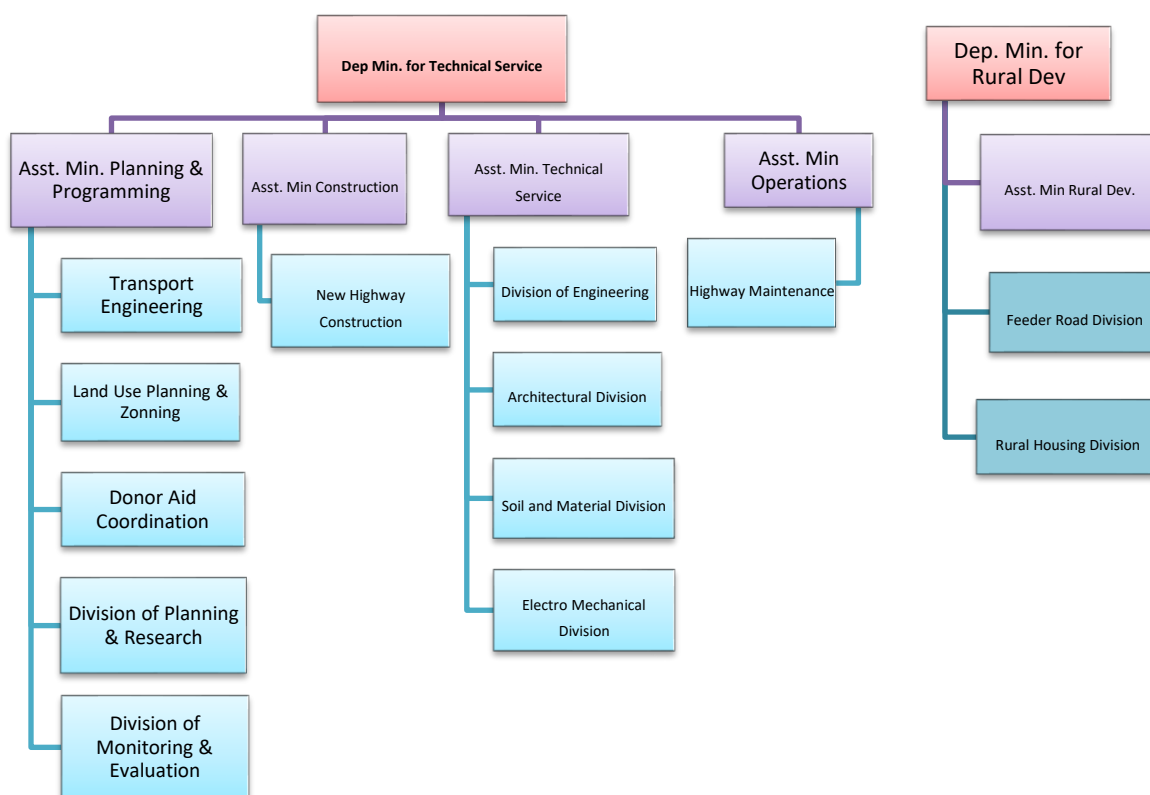 Dep Min. for Technical Service
Asst. Min. Planning &
Programming
Transport
Engineering
Land Use Planning &
Zonning
Donor Aid
Coordination
Division of Planning
& Research
Division of
Monitoring &
Evaluation
Asst. Min Construction
New Highway
Construction
Asst. Min. Technical
Service
Division of Engineering
Architectural Division
Soil and Material Division
Electro Mechanical
Division
Asst. Min
Operations
Highway Maintenance
Dep. Min. for
Rural Dev
Asst. Min Rural Dev.
Feeder Road Division
Rural Housing Division